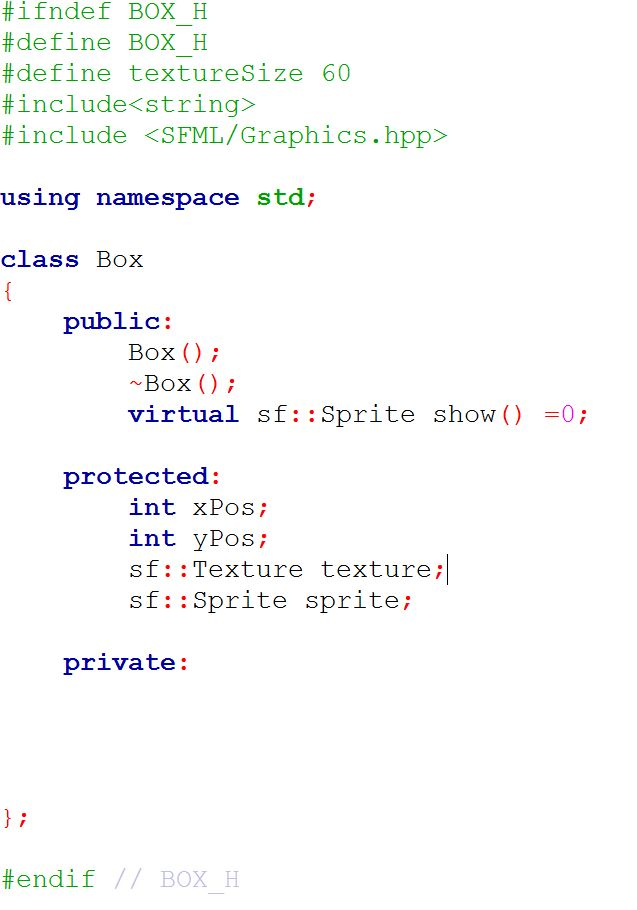 #ifndef BOX_H
#define BOX_H
#define textureSize 60
#include<string>
#include <SFML/Graphics.hpp>
using namespace std;
class Box
{
public:
Box();
~Box();
virtual sf::Sprite show() =0;
protected:
int xPos;
int yPos;
sf::Texture texture;
sf::Sprite sprite;
private:
};
#endif // BOX_H